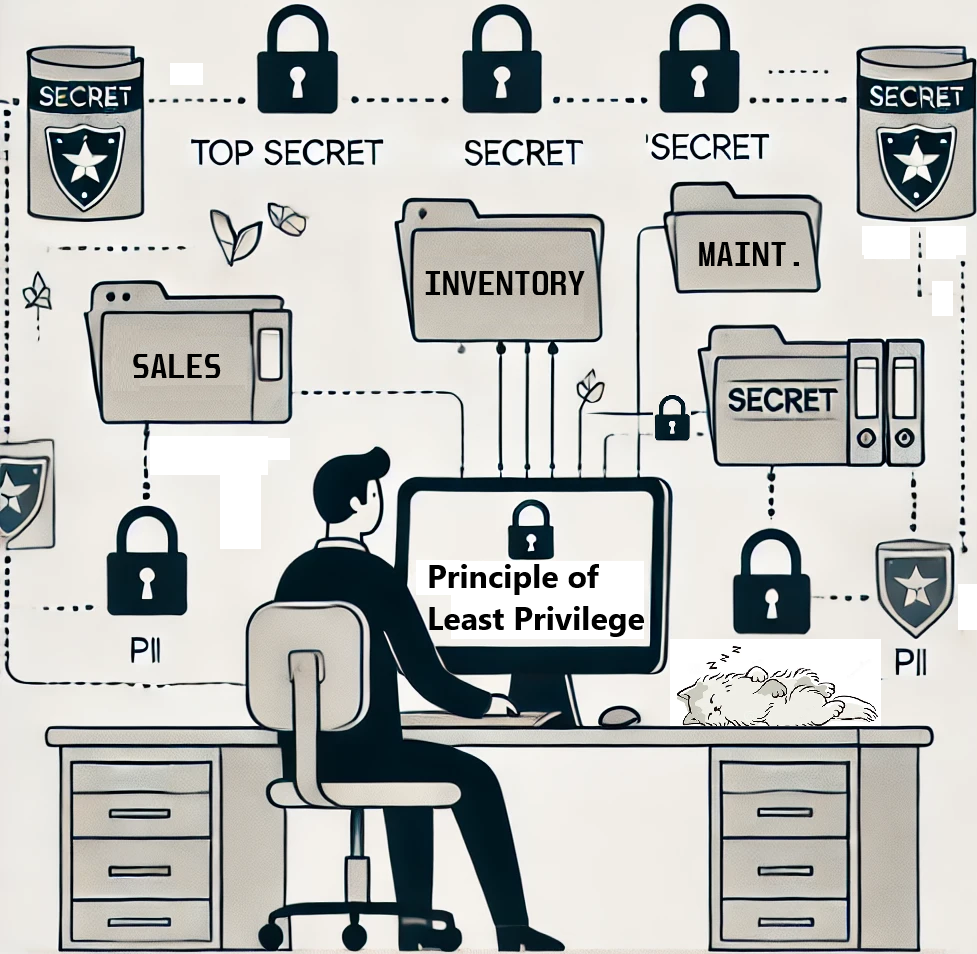 SECRET
SECRET
TOP SECRET
SECRET
'SECRET
INVENTORY
MAINT.
SALES
SECRET
Principle of
Least Privilege
PII
PII
z z z z